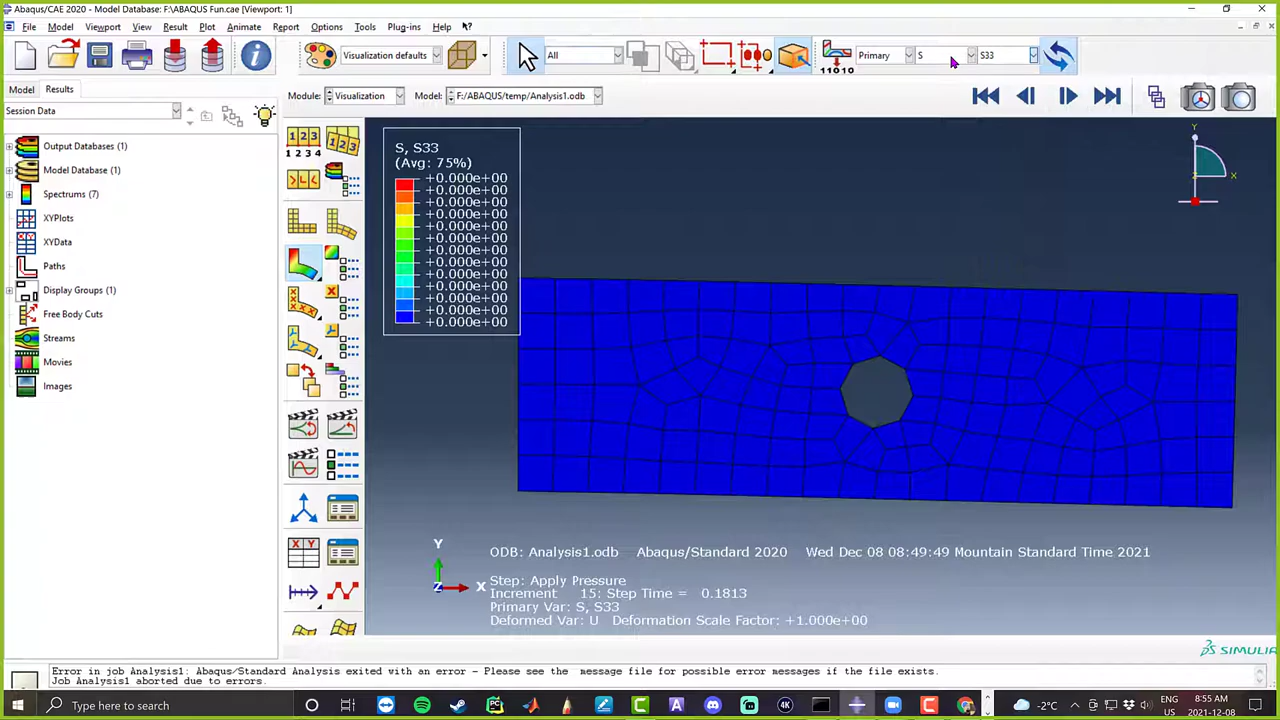 Abaqus/CAE 2020 - Model Database: F:\ABAQUS Fun.cae [Viewport: 1]
File Model Viewport View Result Plot Animate Report Options Tools Plug-ins Help
Visualization defaults All Primary S S33
Model Results Module: Visualization Model: F:/ABAQUS/temp/Analysis1.odb
Session Data
Output Databases (1)
Model Database (1)
Spectrums (7)
XYPlots
XYData
Paths
Display Groups (1)
Free Body Cuts
Streams
Movies
Images
S, S33
(Avg: 75%)
+0.000e+00
+0.000e+00
+0.000e+00
+0.000e+00
+0.000e+00
+0.000e+00
+0.000e+00
+0.000e+00
+0.000e+00
+0.000e+00
+0.000e+00
+0.000e+00
+0.000e+00
Y
X
Y
X
Z
ODB: Analysis1.odb Abaqus/Standard 2020 Wed Dec 08 08:49:49 Mountain Standard Time 2021
Step: Apply Pressure
Increment 15: Step Time = 0.1813
Primary Var: S, S33
Deformed Var: U Deformation Scale Factor: +1.000e+00
SIMULIA
Error in job Analysis1: Abaqus/Standard Analysis exited with an error - Please see the message file for possible error messages if the file exists.
Job Analysis1 aborted due to errors.
Type here to search
-2°C
ENG
8:55 AM
2021-12-08